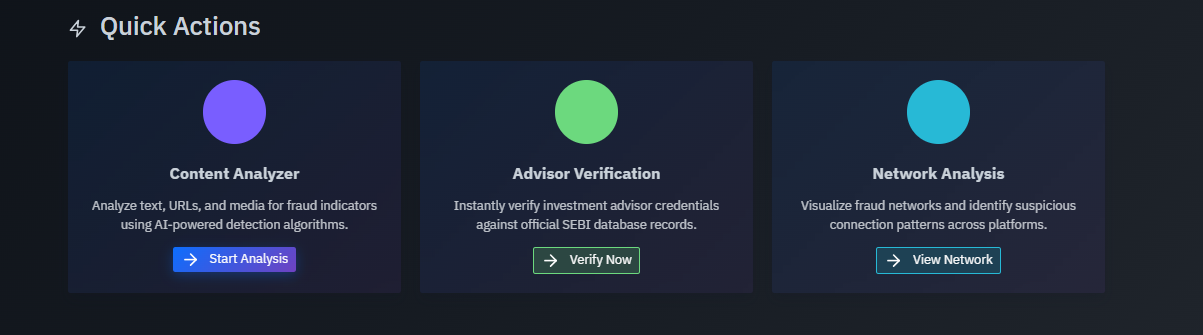 Quick Actions
Content Analyzer
Analyze text, URLs, and media for fraud indicators
using AI-powered detection algorithms.
Start Analysis
Advisor Verification
Instantly verify investment advisor credentials
against official SEBI database records.
Verify Now
Network Analysis
Visualize fraud networks and identify suspicious
connection patterns across platforms.
View Network